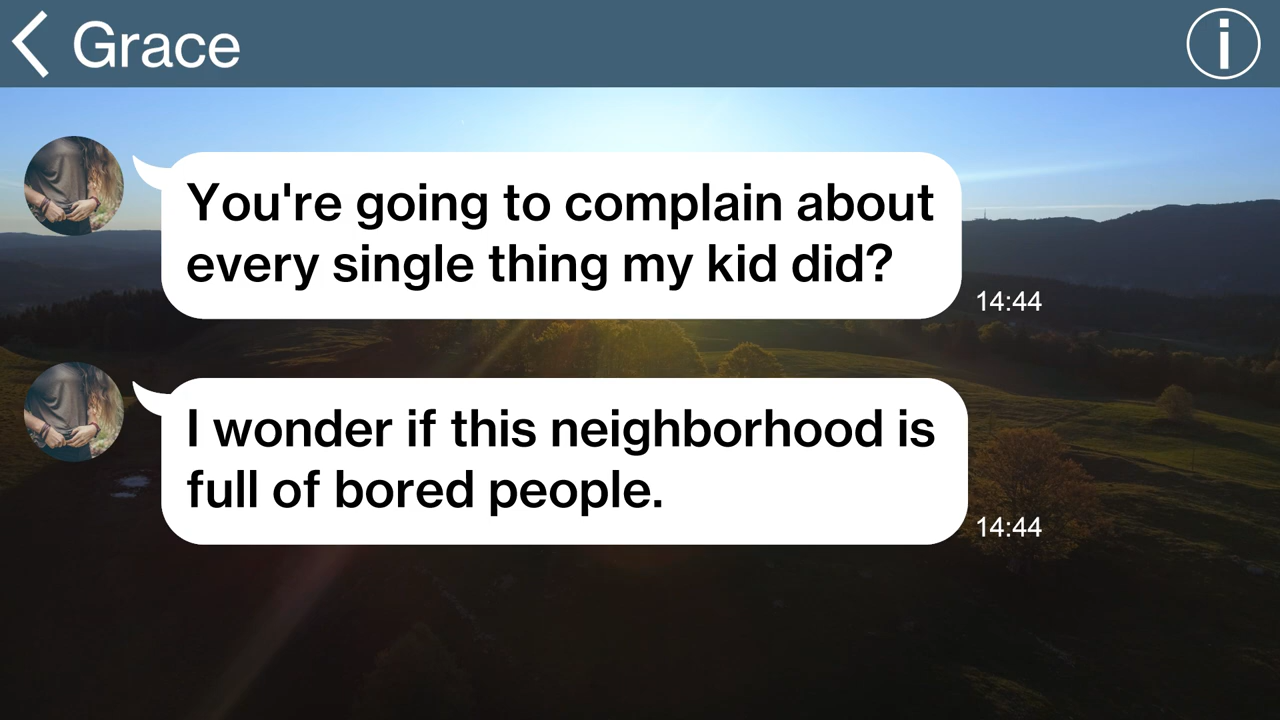 Grace
You're going to complain about
every single thing my kid did?
14:44
I wonder if this neighborhood is
full of bored people.
14:44